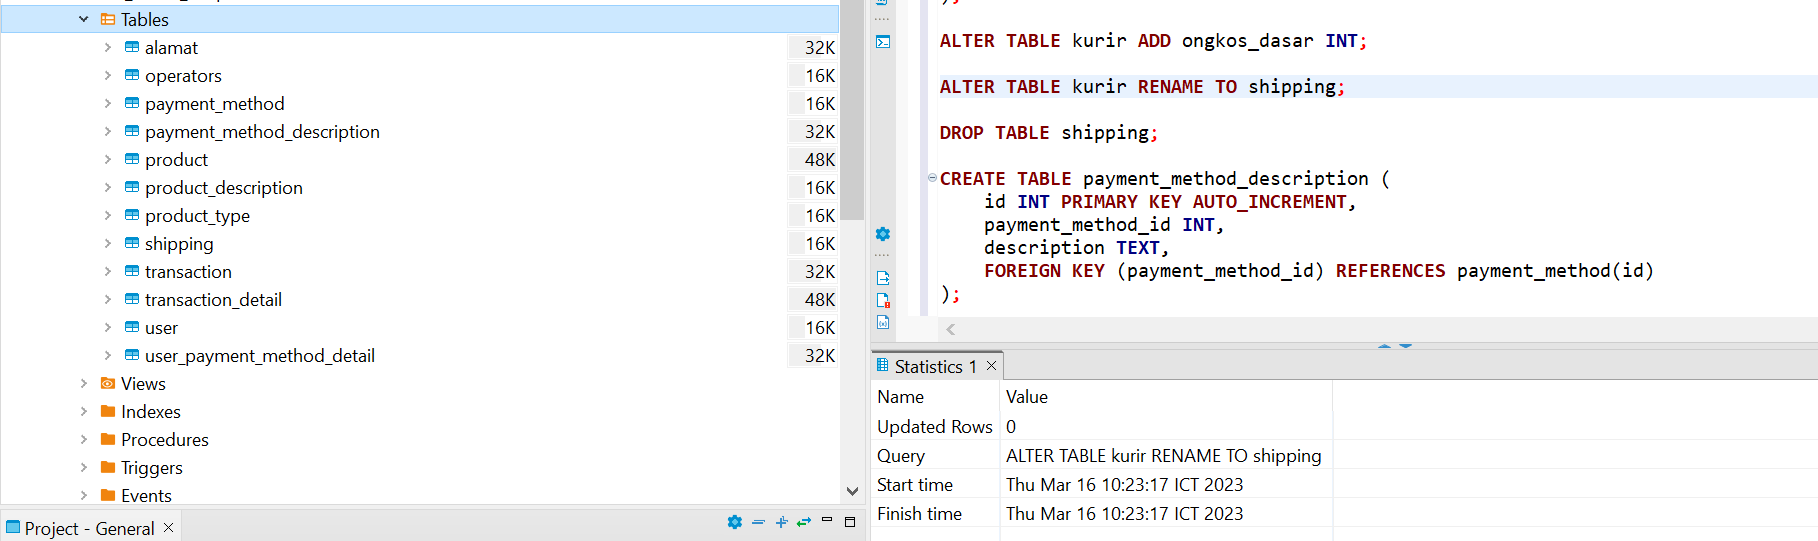 Tables
alamat 32K
operators 16K
payment_method 16K
payment_method_description 32K
product 48K
product_description 16K
product_type 16K
shipping 16K
transaction 32K
transaction_detail 48K
user 16K
user_payment_method_detail 32K
Views
Indexes
Procedures
Triggers
Events
Project - General
ALTER TABLE kurir ADD ongkos_dasar INT;
ALTER TABLE kurir RENAME TO shipping;
DROP TABLE shipping;
CREATE TABLE payment_method_description (
id INT PRIMARY KEY AUTO_INCREMENT,
payment_method_id INT,
description TEXT,
FOREIGN KEY (payment_method_id) REFERENCES payment_method(id)
);
Statistics 1
Name Value
Updated Rows 0
Query ALTER TABLE kurir RENAME TO shipping
Start time Thu Mar 16 10:23:17 ICT 2023
Finish time Thu Mar 16 10:23:17 ICT 2023